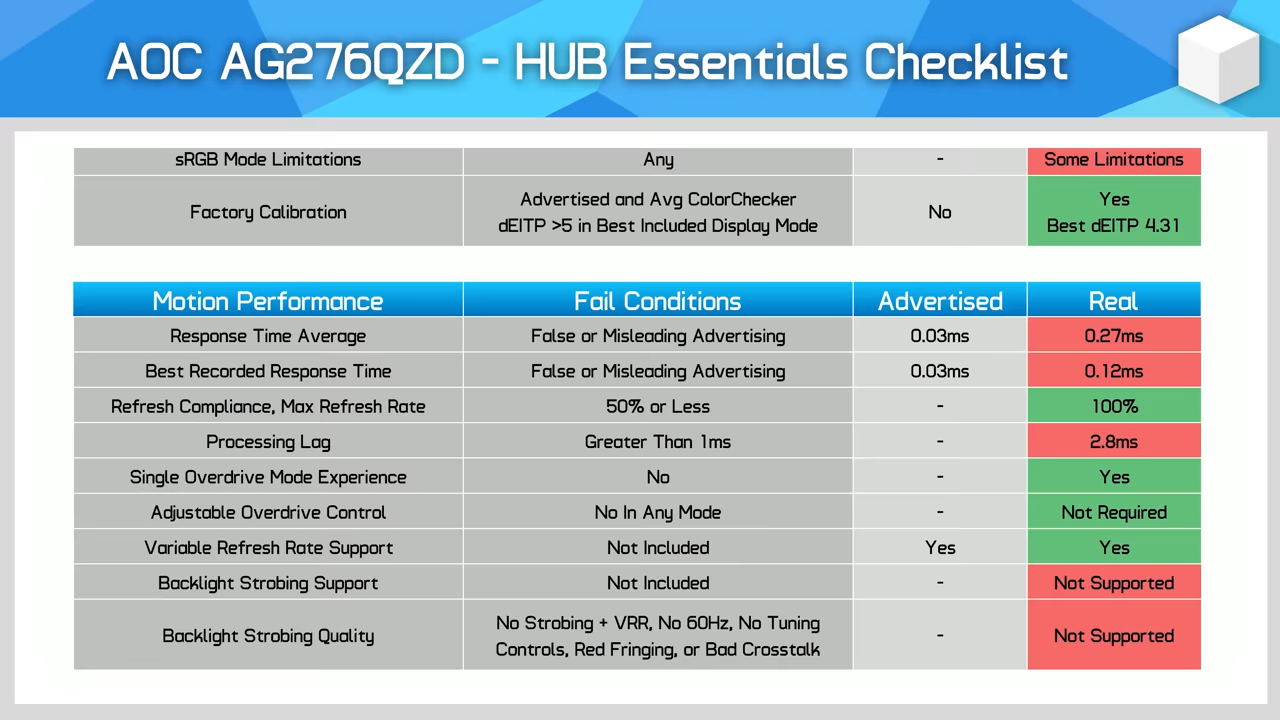 AOC AG276QZD - HUB Essentials Checklist
sRGB Mode Limitations Any - Some Limitations
Factory Calibration Advertised and Avg ColorChecker dEITP >5 in Best Included Display Mode No Yes Best dEITP 4.31
Motion Performance Fail Conditions Advertised Real
Response Time Average False or Misleading Advertising 0.03ms 0.27ms
Best Recorded Response Time False or Misleading Advertising 0.03ms 0.12ms
Refresh Compliance, Max Refresh Rate 50% or Less - 100%
Processing Lag Greater Than 1ms - 2.8ms
Single Overdrive Mode Experience No - Yes
Adjustable Overdrive Control No In Any Mode - Not Required
Variable Refresh Rate Support Not Included Yes Yes
Backlight Strobing Support Not Included - Not Supported
Backlight Strobing Quality No Strobing + VRR, No 60Hz, No Tuning Controls, Red Fringing, or Bad Crosstalk - Not Supported